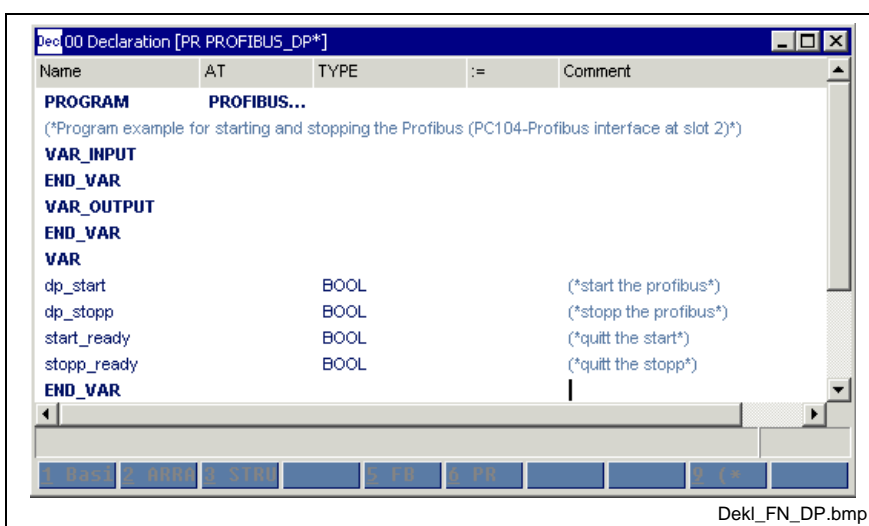 Decl 00 Declaration [PR PROFIBUS_DP*]
Name AT TYPE := Comment
PROGRAM PROFIBUS...
(*Program example for starting and stopping the Profibus (PC104-Profibus interface at slot 2)*)
VAR_INPUT
END_VAR
VAR_OUTPUT
END_VAR
VAR
dp_start BOOL (*start the profibus*)
dp_stopp BOOL (*stopp the profibus*)
start_ready BOOL (*quitt the start*)
stopp_ready BOOL (*quitt the stopp*)
END_VAR
1 Basi 2 ARRA 3 STRU 5 FB 6 PR 9 (*
Dekl_FN_DP.bmp